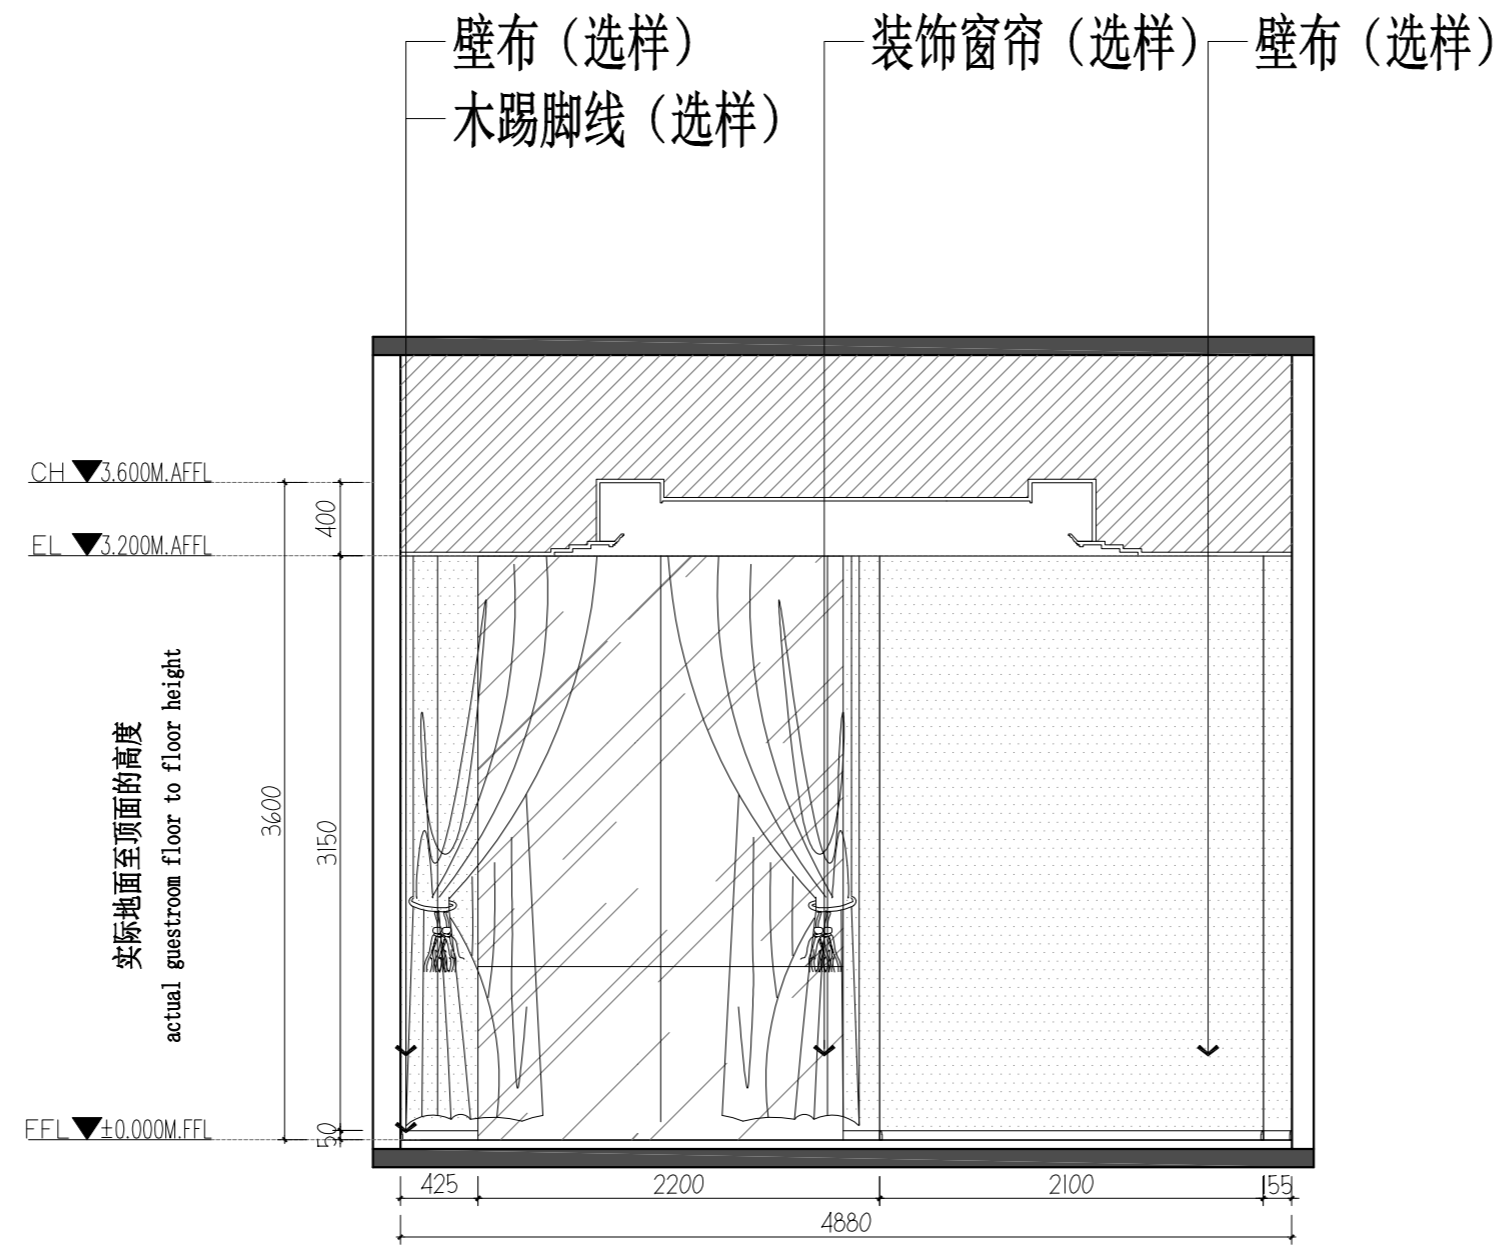 壁布（选样）
装饰窗帘（选样）
壁布（选样）
木踢脚线（选样）
CH 3.600M.AFFL
400
EL 3.200M.AFFL
实际地面至顶面的高度
actual guestroom floor to floor height
3600
3150
FFL ±0.000M.FFL
50
425
2200
2100
155
4880